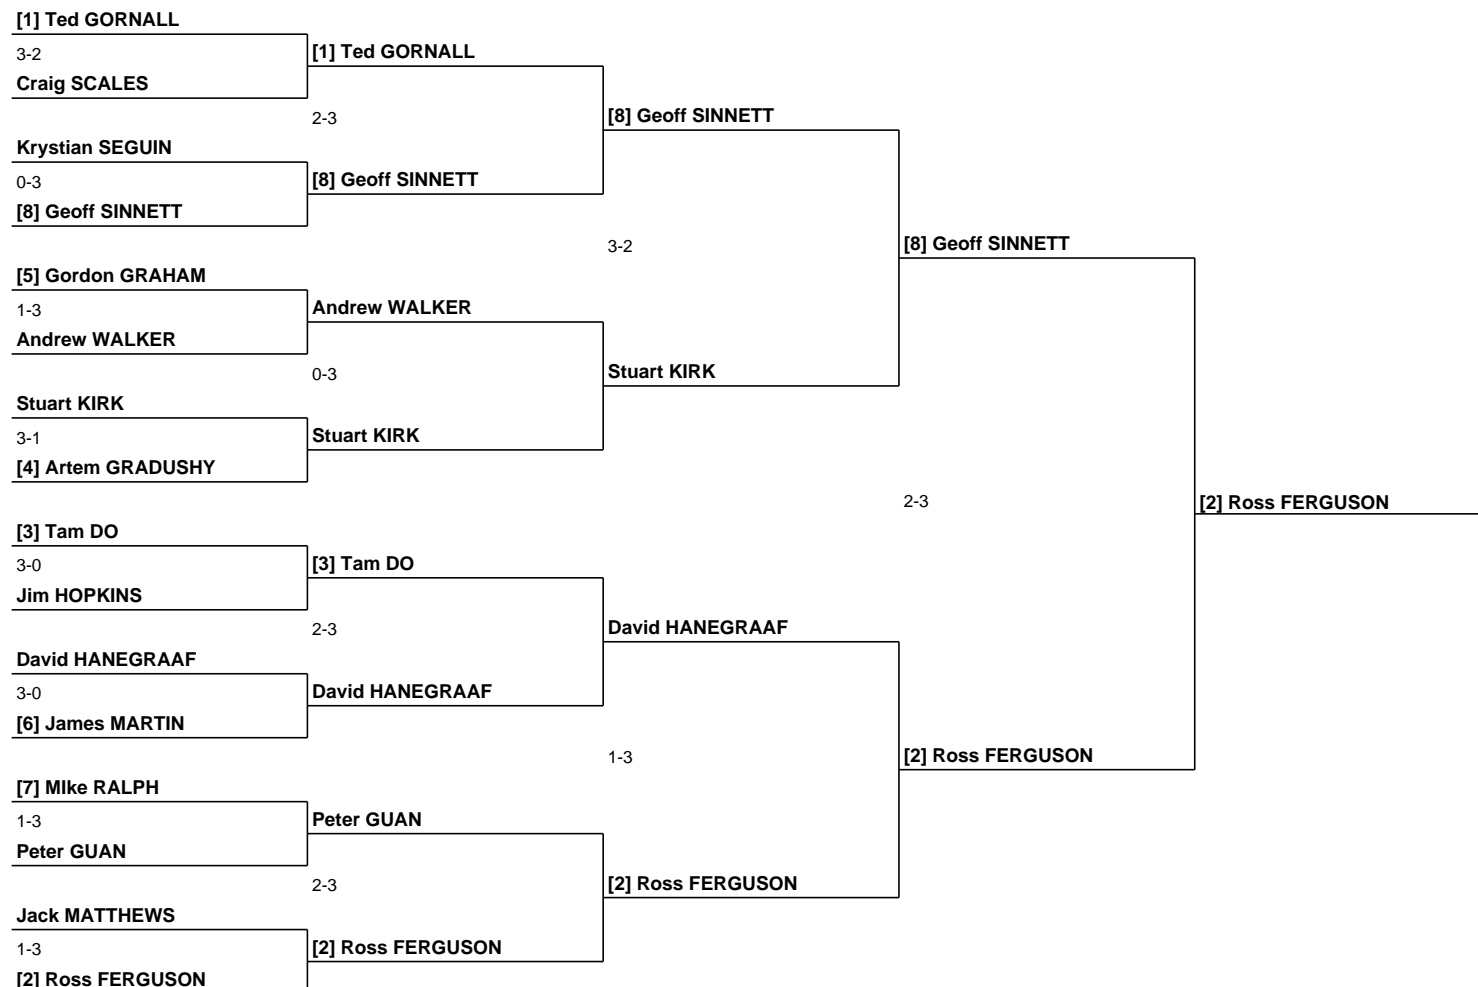 [1] Ted GORNALL
3-2
Craig SCALES
Krystian SEGUIN
0-3
[8] Geoff SINNETT
[5] Gordon GRAHAM
1-3
Andrew WALKER
Stuart KIRK
3-1
[4] Artem GRADUSHY
[3] Tam DO
3-0
Jim HOPKINS
David HANEGRAAF
3-0
[6] James MARTIN
[7] MIke RALPH
1-3
Peter GUAN
Jack MATTHEWS
1-3
[2] Ross FERGUSON
[1] Ted GORNALL
2-3
[8] Geoff SINNETT
Andrew WALKER
0-3
Stuart KIRK
[3] Tam DO
2-3
David HANEGRAAF
Peter GUAN
2-3
[2] Ross FERGUSON
[8] Geoff SINNETT
3-2
Stuart KIRK
David HANEGRAAF
1-3
[2] Ross FERGUSON
[8] Geoff SINNETT
2-3
[2] Ross FERGUSON
[2] Ross FERGUSON